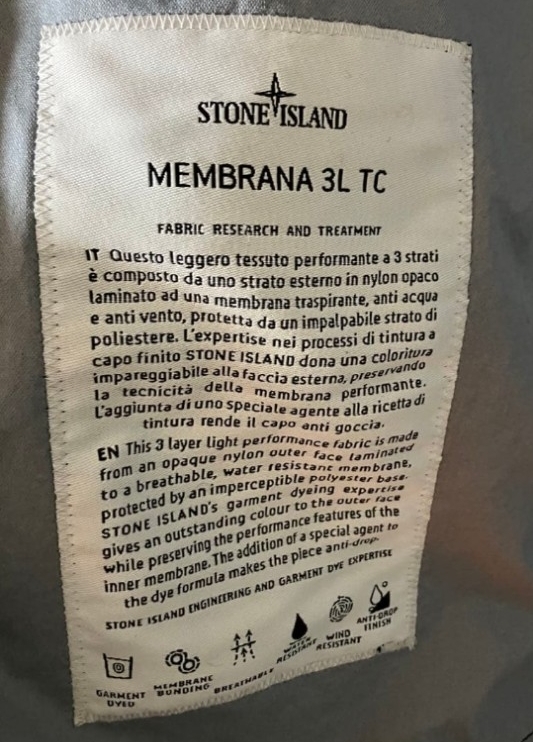 STONE ISLAND
MEMBRANA 3L TC
FABRIC RESEARCH AND TREATMENT
IT Questo leggero tessuto performante a 3 strati
è composto da uno strato esterno in nylon opaco
laminato ad una membrana traspirante, anti acqua
e anti vento, protetta da un impalpabile strato di
poliestere. L'expertise nei processi di tintura a
capo finito STONE ISLAND dona una coloritura
impareggiabile alla faccia esterna, preservando
la tecnicità della membrana performante.
L'aggiunta di uno speciale agente alla ricetta di
tintura rende il capo anti goccia.
EN This 3 layer light performance fabric is made
from an opaque nylon outer face laminated
to a breathable, water resistant membrane,
protected by an imperceptible polyester base.
STONE ISLAND's garment dyeing expertise
gives an outstanding colour to the outer face
while preserving the performance features of the
inner membrane. The addition of a special agent to
the dye formula makes the piece anti-drop.
STONE ISLAND ENGINEERING AND GARMENT DYE EXPERTISE
GARMENT DYED
MEMBRANE BONDING
BREATHABLE
WATER RESISTANT
WIND RESISTANT
ANTI-DROP FINISH